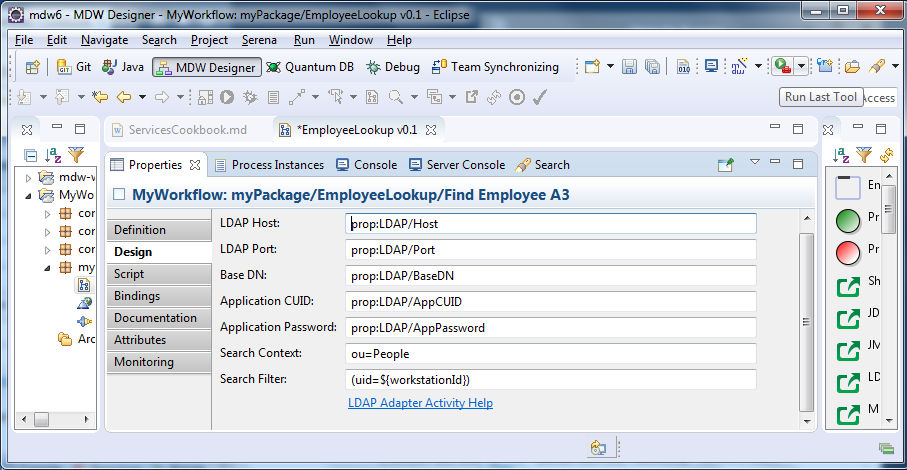 mdw6 - MDW Designer - MyWorkflow: myPackage/EmployeeLookup v0.1 - Eclipse
File Edit Navigate Search Project Serena Run Window Help
Git Java MDW Designer Quantum DB Debug Team Synchronizing
Run Last Tool Access
ServicesCookbook.md *EmployeeLookup v0.1
Properties Process Instances Console Server Console Search
MyWorkflow: myPackage/EmployeeLookup/Find Employee A3
mdw-v
MyWo
cor
cor
cor
my
Arc
Definition
Design
Script
Bindings
Documentation
Attributes
Monitoring
LDAP Host: prop:LDAP/Host
LDAP Port: prop:LDAP/Port
Base DN: prop:LDAP/BaseDN
Application CUID: prop:LDAP/AppCUID
Application Password: prop:LDAP/AppPassword
Search Context: ou=People
Search Filter: (uid=${workstationId})
LDAP Adapter Activity Help
En
Pr
Pr
Sh
JD
JM
LD
M